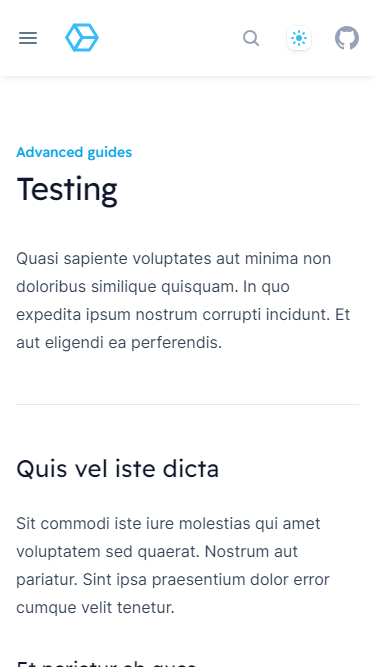 Advanced guides
Testing
Quasi sapiente voluptates aut minima non
doloribus similique quisquam. In quo
expedita ipsum nostrum corrupti incidunt. Et
aut eligendi ea perferendis.
Quis vel iste dicta
Sit commodi iste iure molestias qui amet
voluptatem sed quaerat. Nostrum aut
pariatur. Sint ipsa praesentium dolor error
cumque velit tenetur.